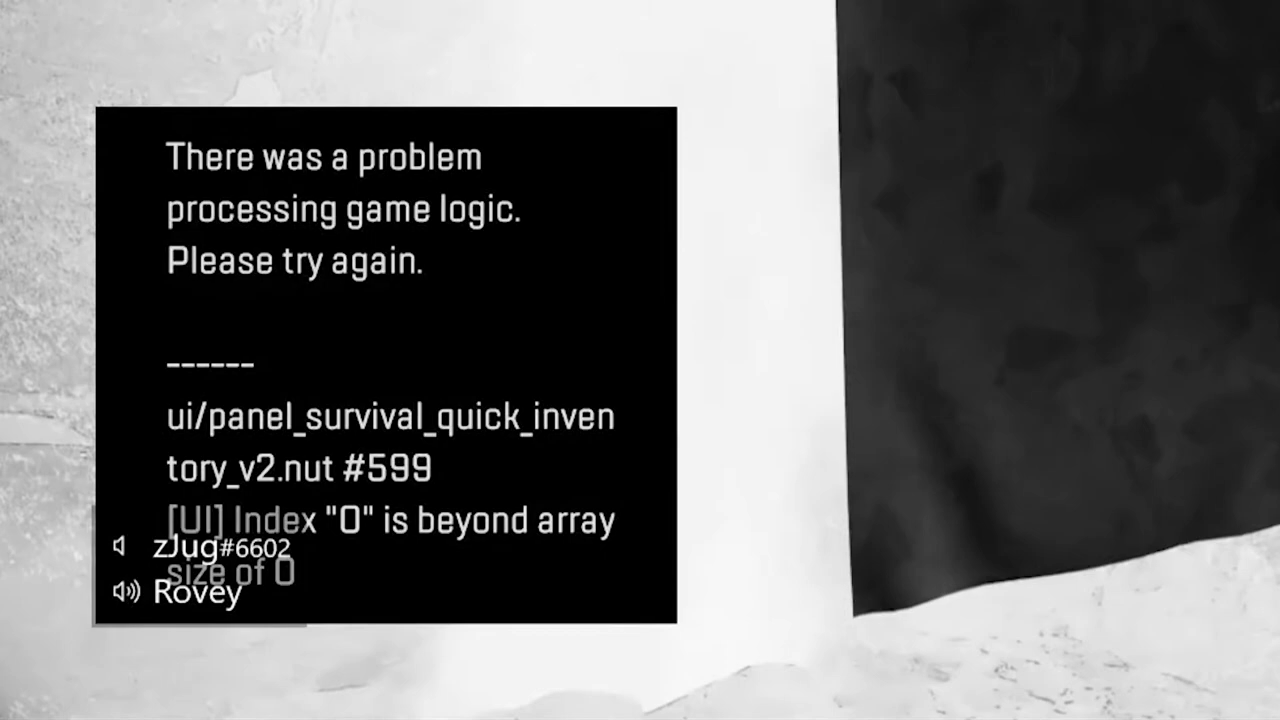 There was a problem
processing game logic.
Please try again.
------
ui/panel_survival_quick_inven
tory_v2.nut #599
[UI] Index "0" is beyond array
zJug#6602
size of 0
Rovey